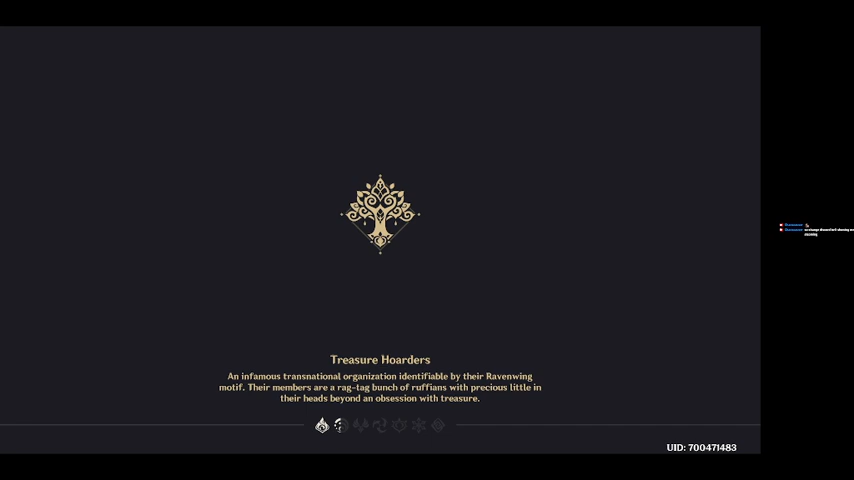 Treasure Hoarders
An infamous transnational organization identifiable by their Ravenwing
motif. Their members are a rag-tag bunch of ruffians with precious little in
their heads beyond an obsession with treasure.
UID: 700471483